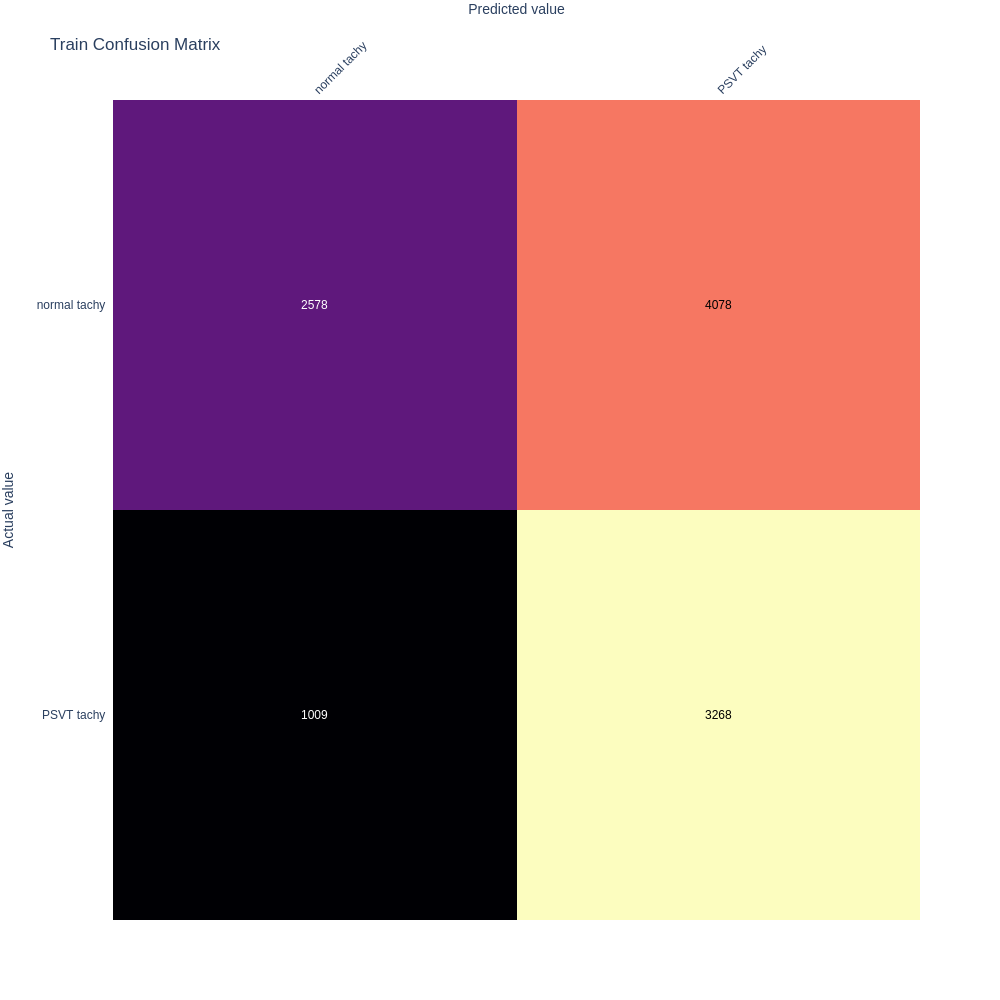 Predicted value
Train Confusion Matrix
normal tachy
PSVT tachy
normal tachy
2578
4078
Actual value
PSVT tachy
1009
3268